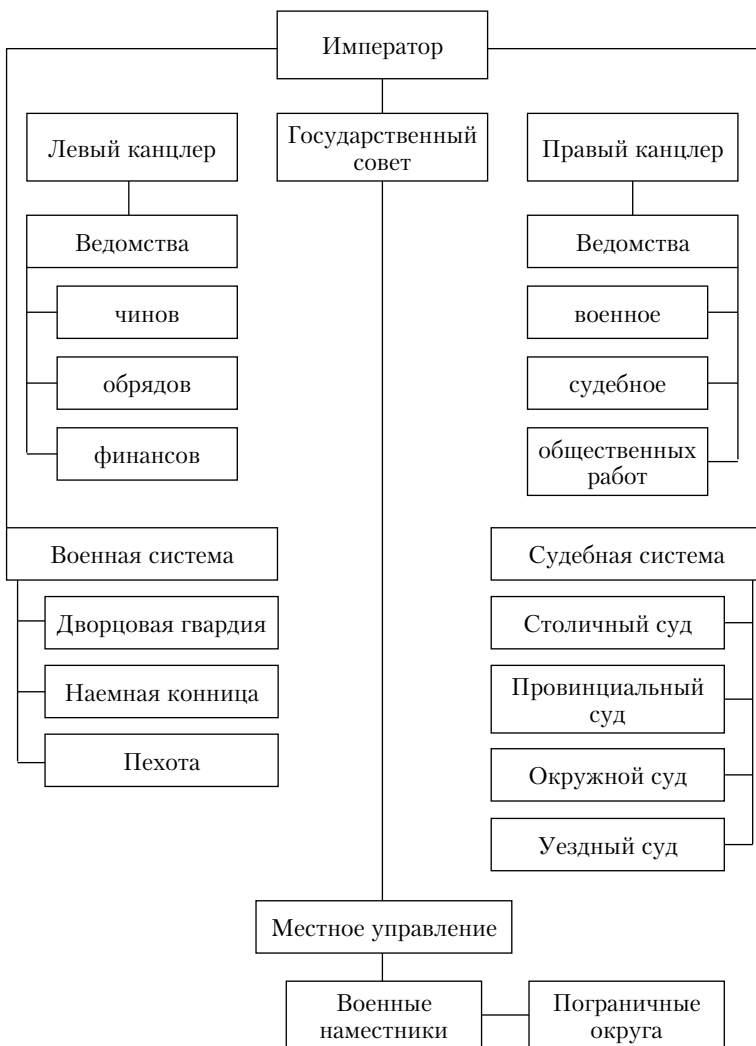 Император
Левый канцлер
Государственный
совет
Правый канцлер
Ведомства
чинов
обрядов
финансов
Ведомства
военное
судебное
общественных
работ
Военная система
Дворцовая гвардия
Наемная конница
Пехота
Судебная система
Столичный суд
Провинциальный
суд
Окружной суд
Уездный суд
Местное управление
Военные
наместники
Пограничные
округа